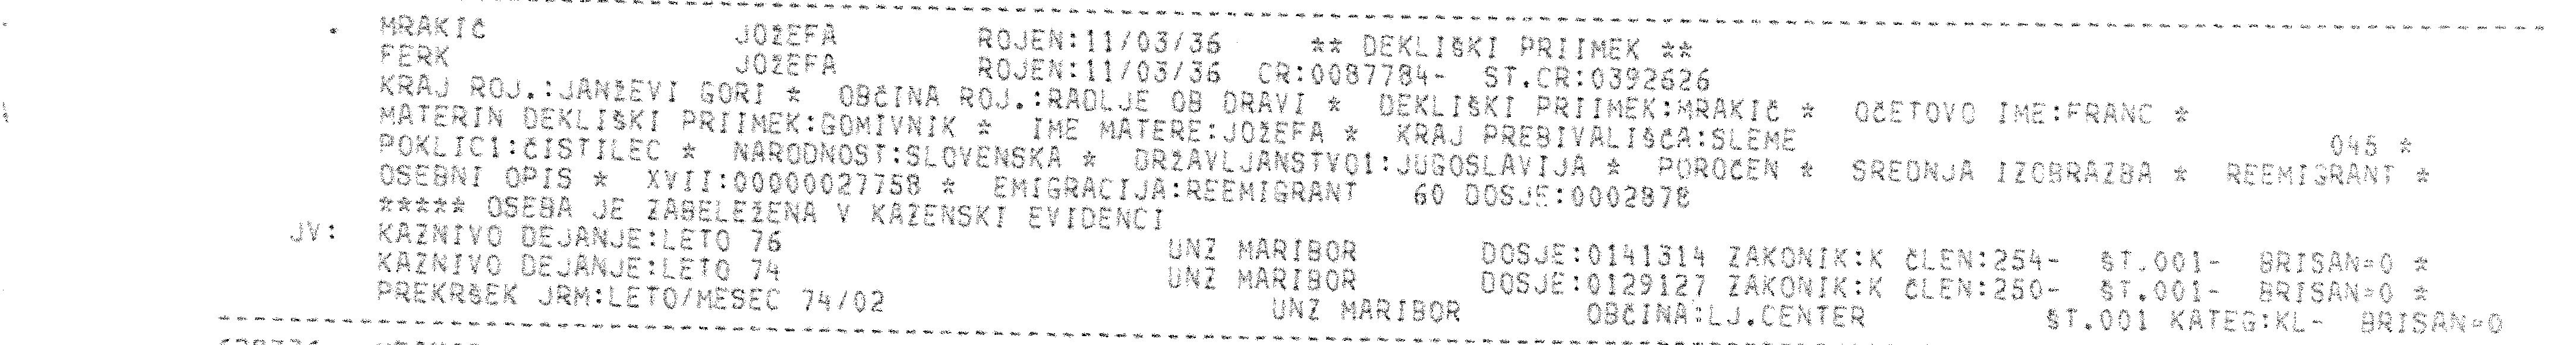 . MRAKIČ JOŽEFA ROJEN:11/03/36 ** DEKLIŠKI PRIIMEK **
FERK JOŽEFA ROJEN:11/03/36 CR:0087784- ST.CR:0392626
KRAJ ROJ.:JANŽEVI GORI * OBČINA ROJ.:RADLJE OB DRAVI * DEKLIŠKI PRIIMEK:MRAKIČ * OČETOVO IME:FRANC *
MATERIN DEKLIŠKI PRIIMEK:GOMIVNIK * IME MATERE:JOŽEFA * KRAJ PREBIVALIŠČA:SLEME 045 *
POKLIC1:ČISTILEC * NARODNOST:SLOVENSKA * DRŽAVLJANSTVO1:JUGOSLAVIJA * POROČEN * SREDNJA IZOBRAZBA * REEMIGRANT *
OSEBNI OPIS * XVII:00000027758 * EMIGRACIJA:REEMIGRANT 60 DOSJE:0002878
***** OSEBA JE ZABELEŽENA V KAZENSKI EVIDENCI
JV: KAZNIVO DEJANJE:LETO 76 UNZ MARIBOR DOSJE:0141314 ZAKONIK:K ČLEN:254- ŠT.001- BRISAN=0 *
KAZNIVO DEJANJE:LETO 74 UNZ MARIBOR DOSJE:0129127 ZAKONIK:K ČLEN:250- ŠT.001- BRISAN=0 *
PREKRŠEK JRM:LETO/MESEC 74/02 UNZ MARIBOR OBČINA:LJ.CENTER ŠT.001 KATEG:KL- BRISAN=0